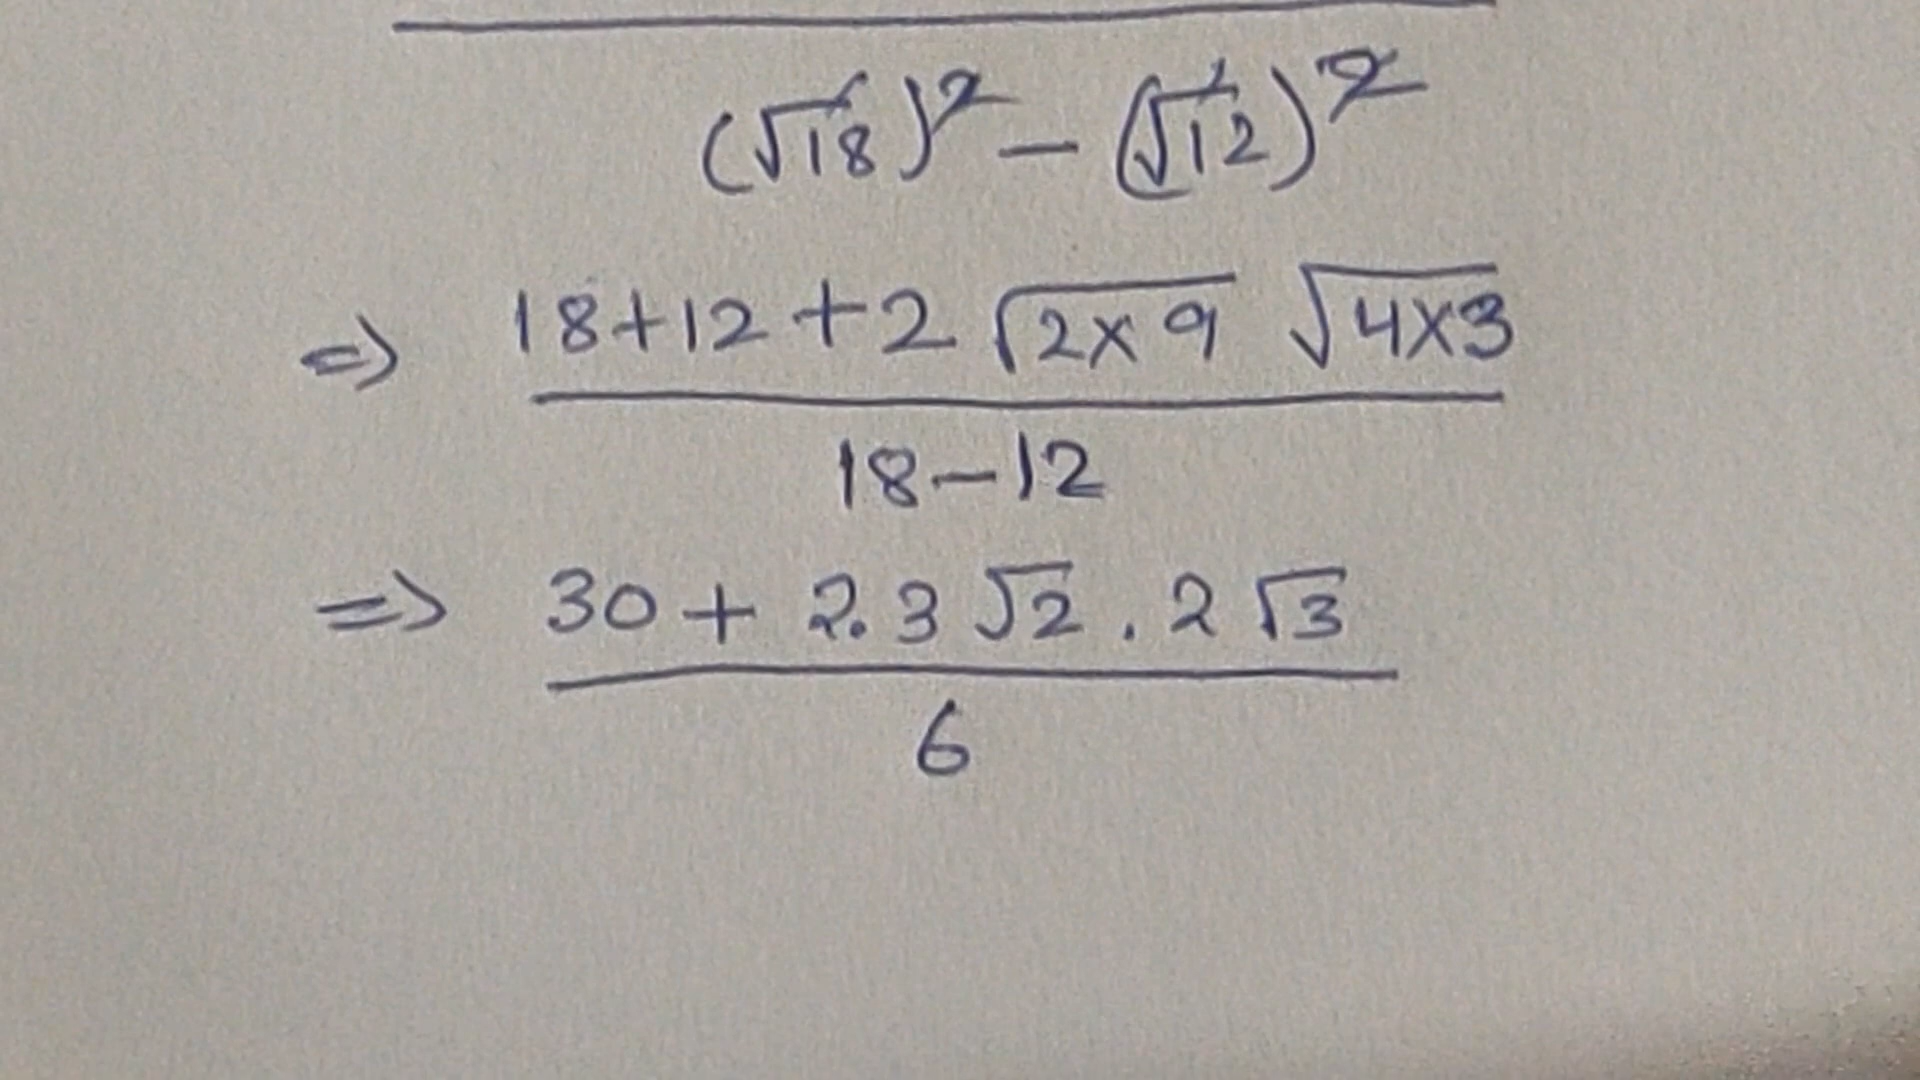 (√18)² - (√12)²
⇒ 18+12+2 √2×9 √4×3
18-12
⇒ 30 + 2.3 √2 . 2 √3
6